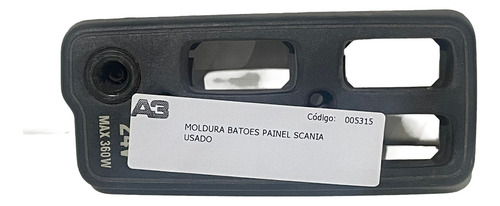 A3
Código: 005315
MOLDURA BATOES PAINEL SCANIA
USADO
24V
MAX 360W